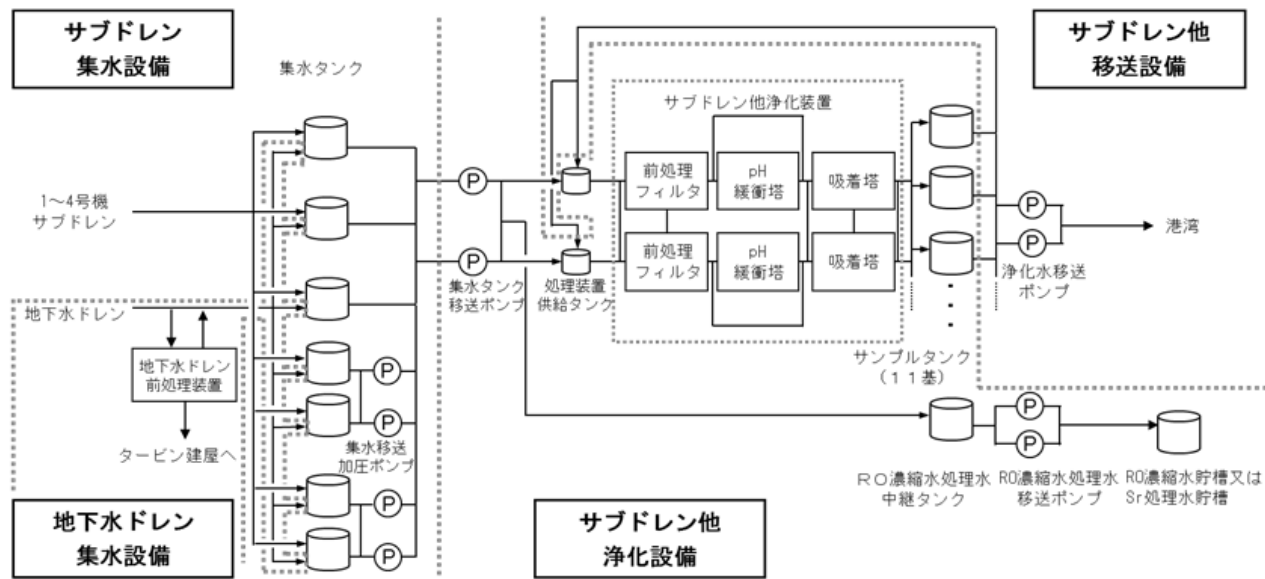 サブドレン
集水設備
集水タンク
サブドレン他
移送設備
サブドレン他浄化装置
前処理
フィルタ
pH
緩衝塔
吸着塔
1～4号機
サブドレン
P
P
港湾
P
P
前処理
フィルタ
pH
緩衝塔
吸着塔
浄化水移送
ポンプ
集水タンク
移送ポンプ
処理装置
供給タンク
地下水ドレン
地下水ドレン
前処理装置
サンプルタンク
（１１基）
P
P
P
P
タービン建屋へ
集水移送
加圧ポンプ
ＲＯ濃縮水処理水
中継タンク
RO濃縮水処理水
移送ポンプ
RO濃縮水貯槽又は
Sr処理水貯槽
P
P
地下水ドレン
集水設備
サブドレン他
浄化設備